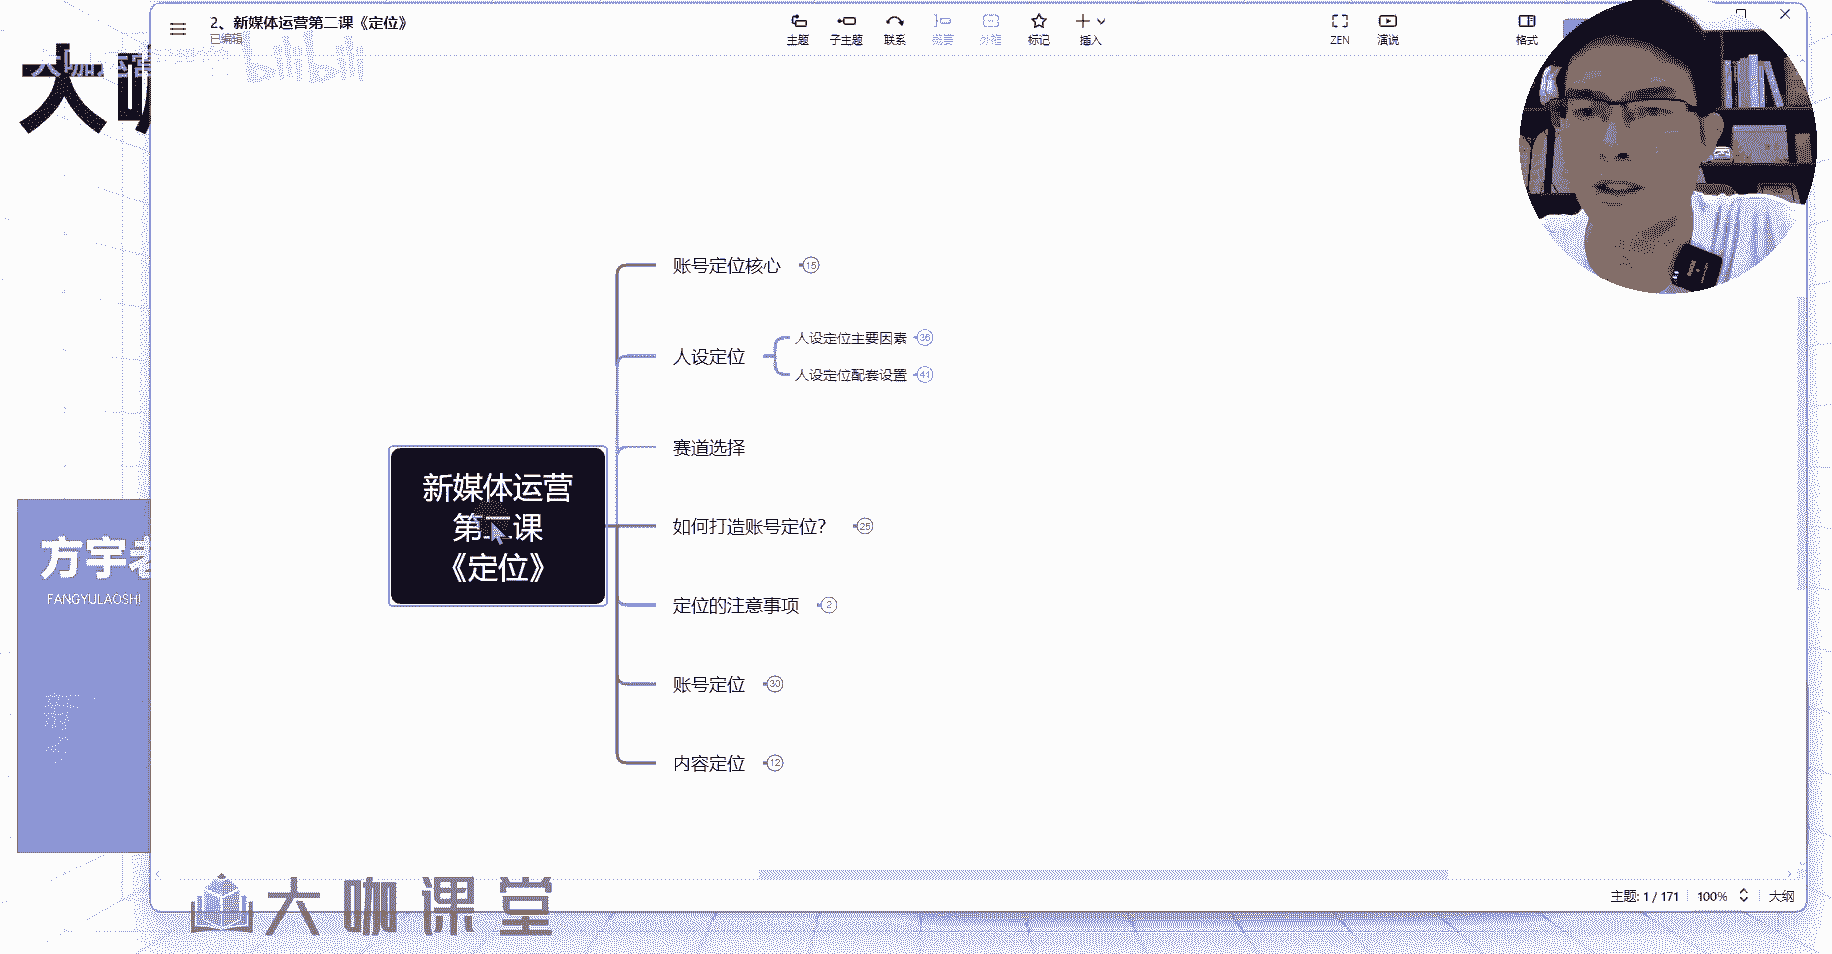 2、新媒体运营第二课《定位》
已编辑
主题
子主题
联系
概要
外框
标记
插入
ZEN
演说
格式
大咖运营
bilibili
大咖
账号定位核心
15
人设定位
人设定位主要因素
36
人设定位配套设置
41
赛道选择
新媒体运营
第二课
《定位》
如何打造账号定位?
25
定位的注意事项
2
账号定位
30
内容定位
12
方宇老
FANGYULAOSHI
主题: 1 / 171
100%
大纲
大咖课堂